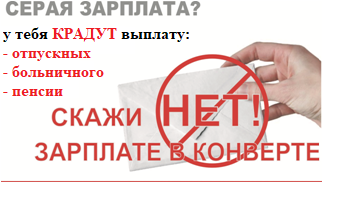 СЕРАЯ ЗАРПЛАТА?
у тебя КРАДУТ выплату:
- отпускных
- больничного
- пенсии
СКАЖИ НЕТ!
ЗАРПЛАТЕ В КОНВЕРТЕ